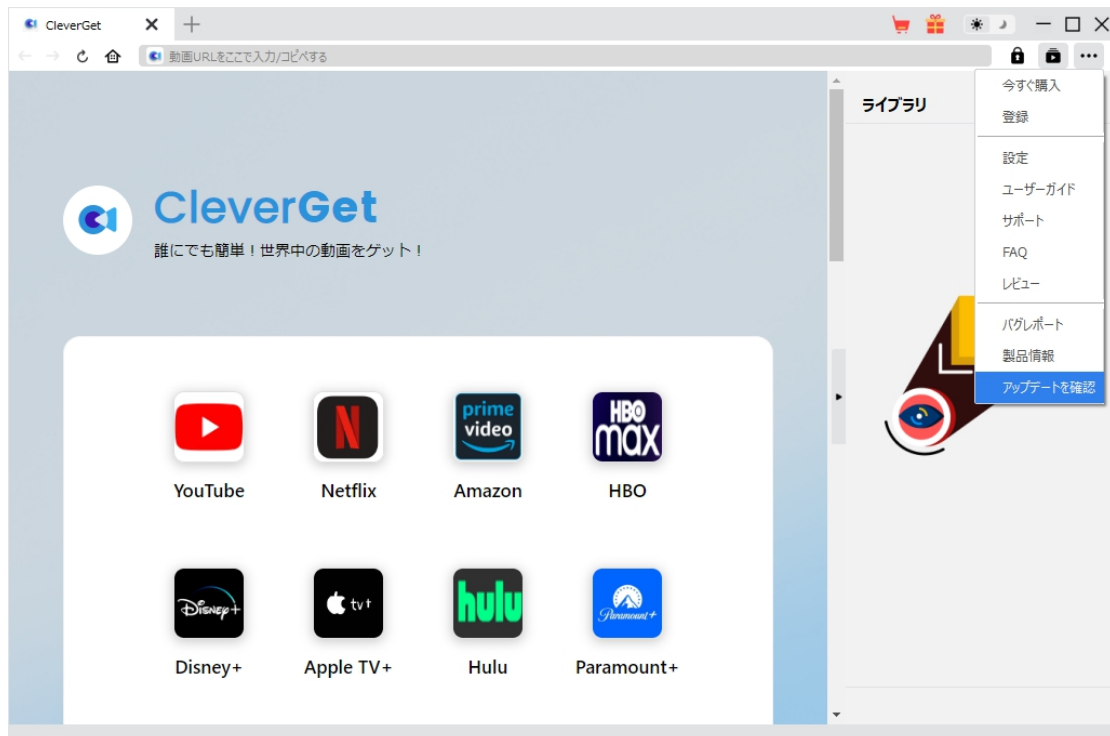 CleverGet
動画URLをここで入力/コピペする
今すぐ購入
登録
設定
ユーザーガイド
サポート
FAQ
レビュー
バグレポート
製品情報
アップデートを確認
ライブラリ
CleverGet
誰にでも簡単！世界中の動画をゲット！
prime
video
HBO
max
YouTube
Netflix
Amazon
HBO
Disney+
tv+
hulu
Paramount+
Disney+
Apple TV+
Hulu
Paramount+